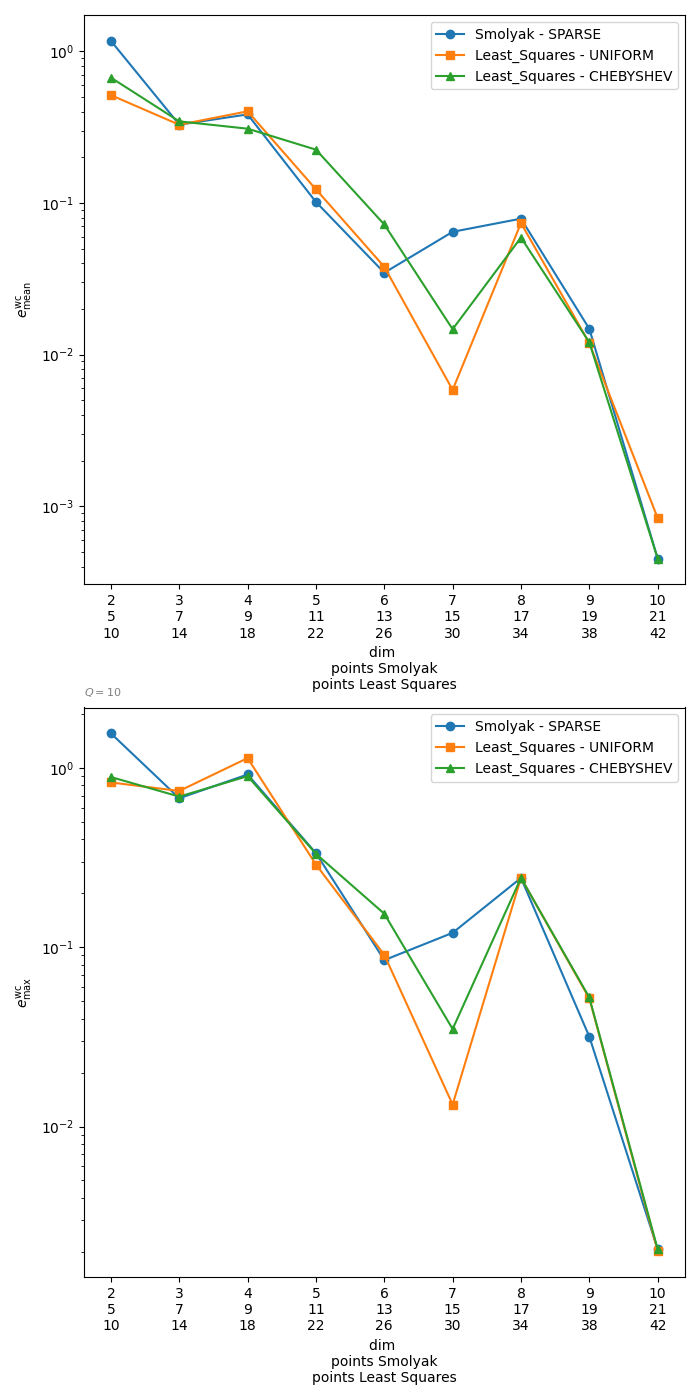 Smolyak - SPARSE
Least_Squares - UNIFORM
Least_Squares - CHEBYSHEV
10⁰
10⁻¹
10⁻²
10⁻³
e^wc_mean
2 3 4 5 6 7 8 9 10
5 7 9 11 13 15 17 19 21
10 14 18 22 26 30 34 38 42
dim
points Smolyak
points Least Squares
Q = 10
Smolyak - SPARSE
Least_Squares - UNIFORM
Least_Squares - CHEBYSHEV
10⁰
10⁻¹
10⁻²
e^wc_max
2 3 4 5 6 7 8 9 10
5 7 9 11 13 15 17 19 21
10 14 18 22 26 30 34 38 42
dim
points Smolyak
points Least Squares